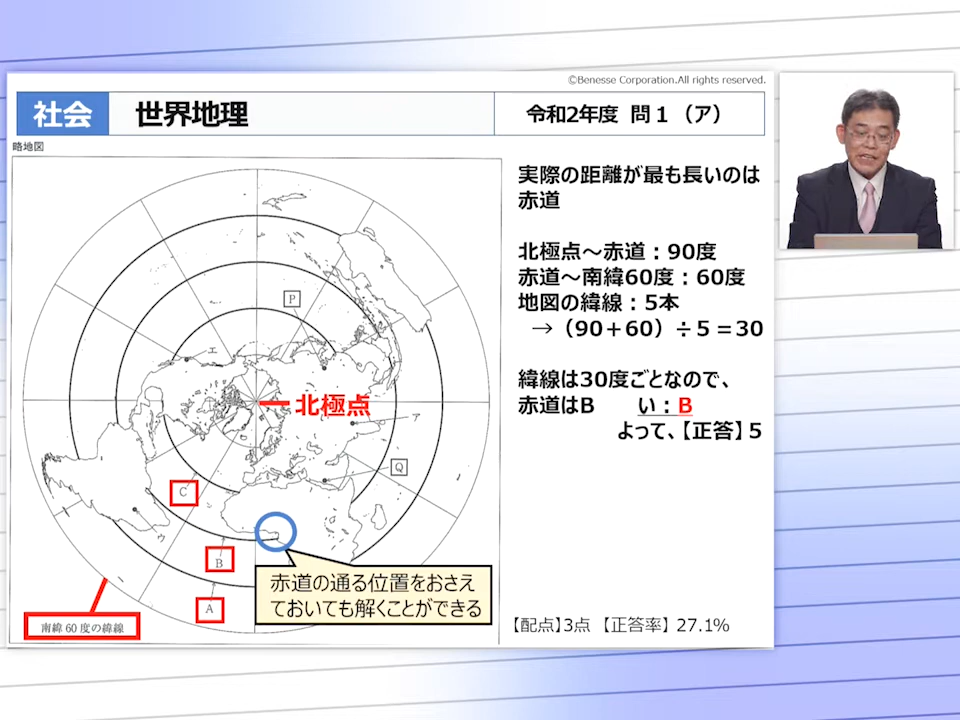 ©Benesse Corporation.All rights reserved.
社会 世界地理 令和2年度 問1（ア）
略地図
実際の距離が最も長いのは
赤道
北極点～赤道：90度
赤道～南緯60度：60度
地図の緯線：5本
→（90＋60）÷5＝30
緯線は30度ごとなので、
赤道はB い：B
よって、【正答】5
P
エ
北極点
ア
Q
C
う
B
A
赤道の通る位置をおさえ
ておいても解くことができる
南緯60度の緯線
【配点】3点 【正答率】27.1%